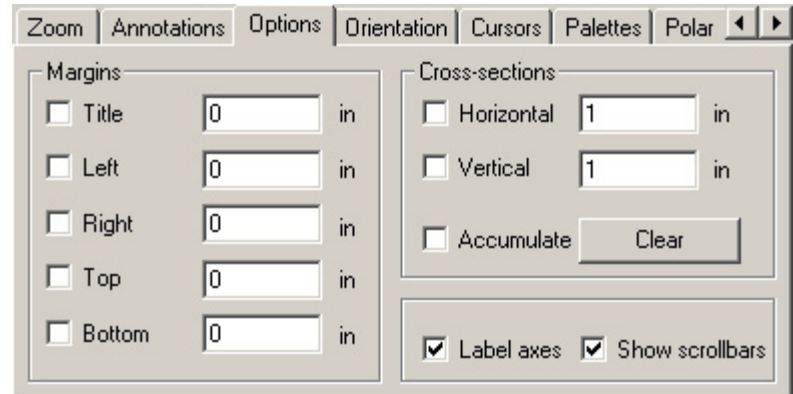 Zoom Annotations Options Orientation Cursors Palettes Polar
Margins
Title 0 in
Left 0 in
Right 0 in
Top 0 in
Bottom 0 in
Cross-sections
Horizontal 1 in
Vertical 1 in
Accumulate Clear
Label axes Show scrollbars